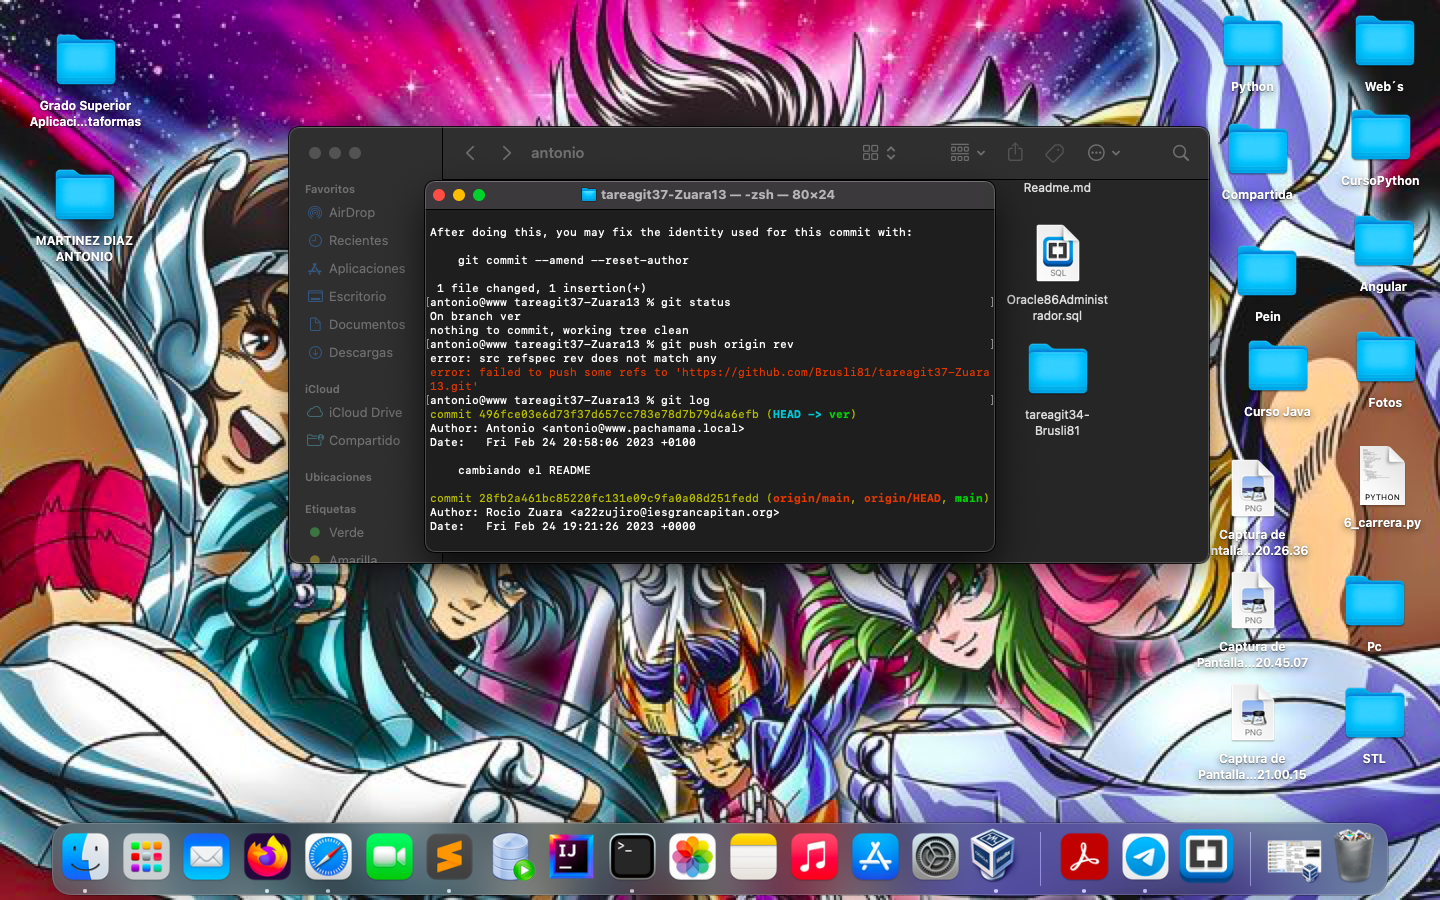 Grado Superior
Aplicaci...taformas
MARTINEZ DIAZ
ANTONIO
antonio
Favoritos
AirDrop
Recientes
Aplicaciones
Escritorio
Documentos
Descargas
iCloud
iCloud Drive
Compartido
Ubicaciones
Etiquetas
Verde
Amarilla
tareagit37-Zuara13 — -zsh — 80×24
After doing this, you may fix the identity used for this commit with:
git commit --amend --reset-author
1 file changed, 1 insertion(+)
[antonio@www tareagit37-Zuara13 % git status ]
On branch ver
nothing to commit, working tree clean
[antonio@www tareagit37-Zuara13 % git push origin rev ]
error: src refspec rev does not match any
error: failed to push some refs to 'https://github.com/Brusli81/tareagit37-Zuara
13.git'
[antonio@www tareagit37-Zuara13 % git log ]
commit 496fce03e6d73f37d657cc783e78d7b79d4a6efb (HEAD -> ver)
Author: Antonio <antonio@www.pachamama.local>
Date:   Fri Feb 24 20:58:06 2023 +0100
cambiando el README
commit 28fb2a461bc85220fc131e09c9fa0a08d251fedd (origin/main, origin/HEAD, main)
Author: Rocio Zuara <a22zujiro@iesgrancapitan.org>
Date:   Fri Feb 24 19:21:26 2023 +0000
Readme.md
SQL
Oracle86Administ
rador.sql
tareagit34-
Brusli81
Python
Web´s
Compartida
CursoPython
Pein
Angular
Curso Java
Fotos
PNG
Captura de
ntalla...20.26.36
PYTHON
6_carrera.py
PNG
Captura de
Pantalla...20.45.07
Pc
PNG
Captura de
Pantalla...21.00.15
STL
IJ
>_